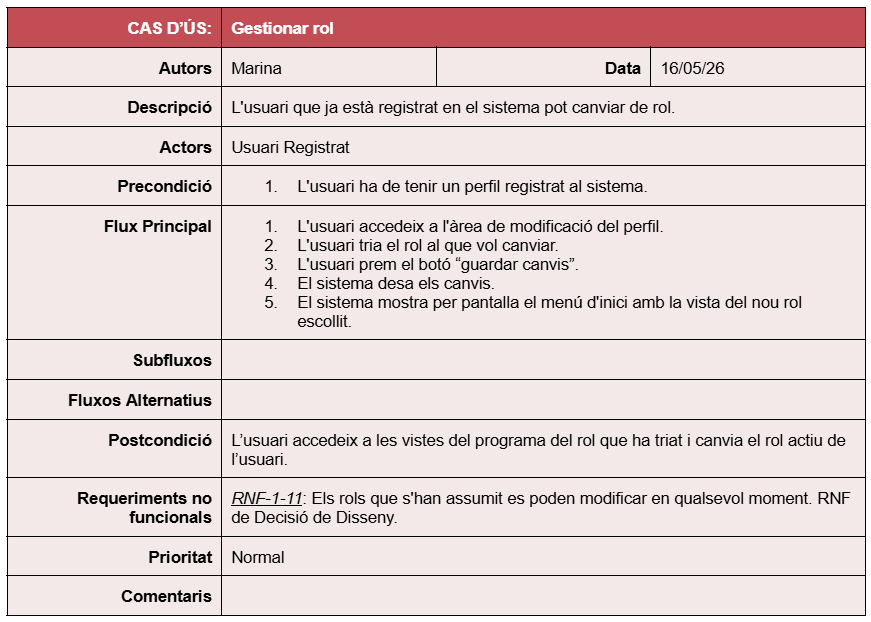 CAS D’ÚS: Gestionar rol
Autors Marina Data 16/05/26
Descripció L'usuari que ja està registrat en el sistema pot canviar de rol.
Actors Usuari Registrat
Precondició 1. L'usuari ha de tenir un perfil registrat al sistema.
Flux Principal 1. L'usuari accedeix a l'àrea de modificació del perfil.
2. L'usuari tria el rol al que vol canviar.
3. L'usuari prem el botó “guardar canvis”.
4. El sistema desa els canvis.
5. El sistema mostra per pantalla el menú d'inici amb la vista del nou rol
escollit.
Subfluxos
Fluxos Alternatius
Postcondició L’usuari accedeix a les vistes del programa del rol que ha triat i canvia el rol actiu de
l’usuari.
Requeriments no RNF-1-11: Els rols que s'han assumit es poden modificar en qualsevol moment. RNF
funcionals de Decisió de Disseny.
Prioritat Normal
Comentaris